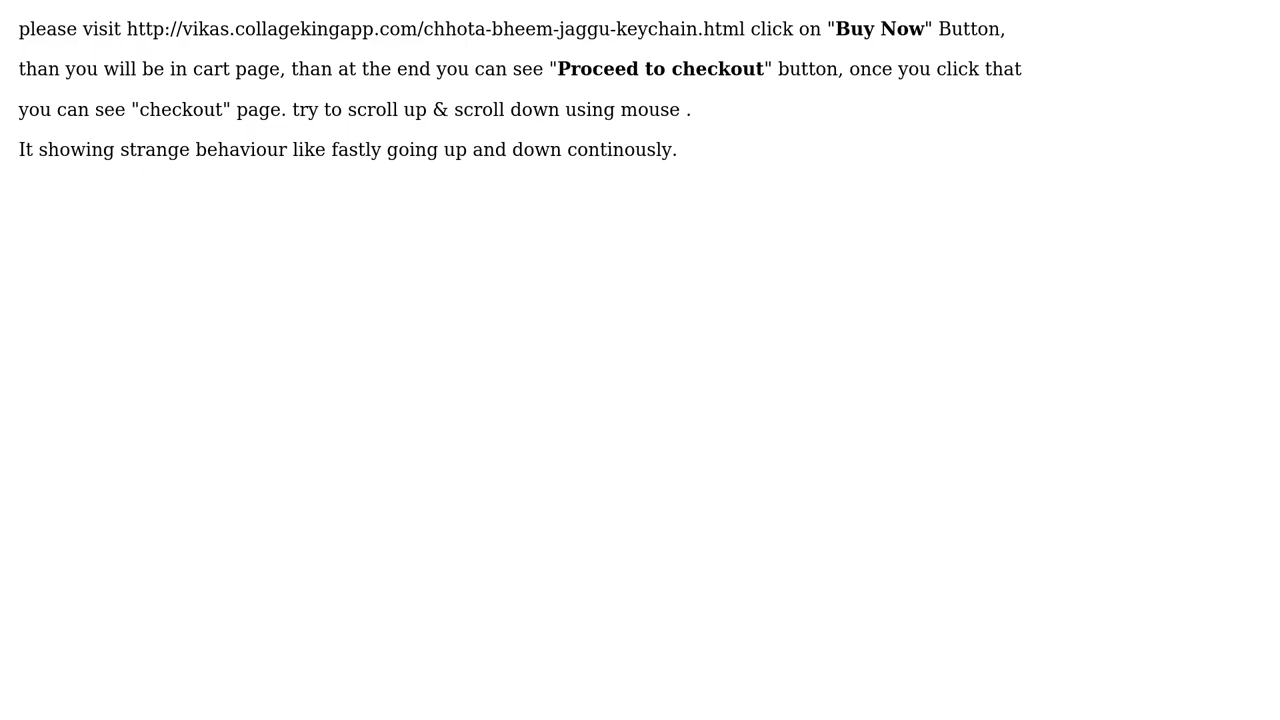 please visit http://vikas.collagekingapp.com/chhota-bheem-jaggu-keychain.html click on "Buy Now" Button,
than you will be in cart page, than at the end you can see "Proceed to checkout" button, once you click that
you can see "checkout" page. try to scroll up & scroll down using mouse .
It showing strange behaviour like fastly going up and down continously.